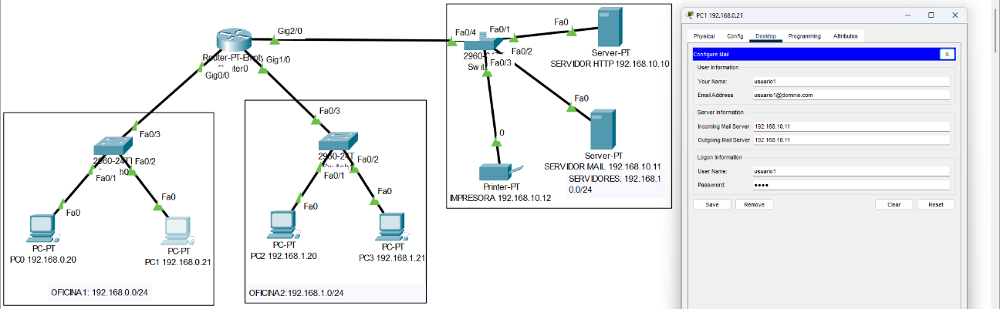 Gig2/0
Router-PT-Empty
Router0
Gig1/0
Gig0/0
Fa0/3
2960-24TT
Switch0
Fa0/2
Fa0/1
Fa0
Fa0
PC-PT
PC0 192.168.0.20
PC-PT
PC1 192.168.0.21
OFICINA1: 192.168.0.0/24
Fa0/3
2960-24TT
Fa0/2
Fa0/1
Fa0
Fa0
PC-PT
PC2 192.168.1.20
PC-PT
PC3 192.168.1.21
OFICINA2:192.168.1.0/24
Fa0/4
Fa0/1
Fa0
Fa0/2
Fa0/3
Server-PT
SERVIDOR HTTP 192.168.10.10
Fa0
0
Server-PT
SERVIDOR MAIL 192.168.10.11
SERVIDORES: 192.168.1
0.0/24
Printer-PT
IMPRESORA 192.168.10.12
PC1 192.168.0.21
Physical Config Desktop Programming Attributes
Configure Mail X
User Information
Your Name: usuario1
Email Address usuario1@dominio.com
Server Information
Incoming Mail Server 192.168.10.11
Outgoing Mail Server 192.168.10.11
Logon Information
User Name: usuario1
Password: ••••
Save Remove Clear Reset